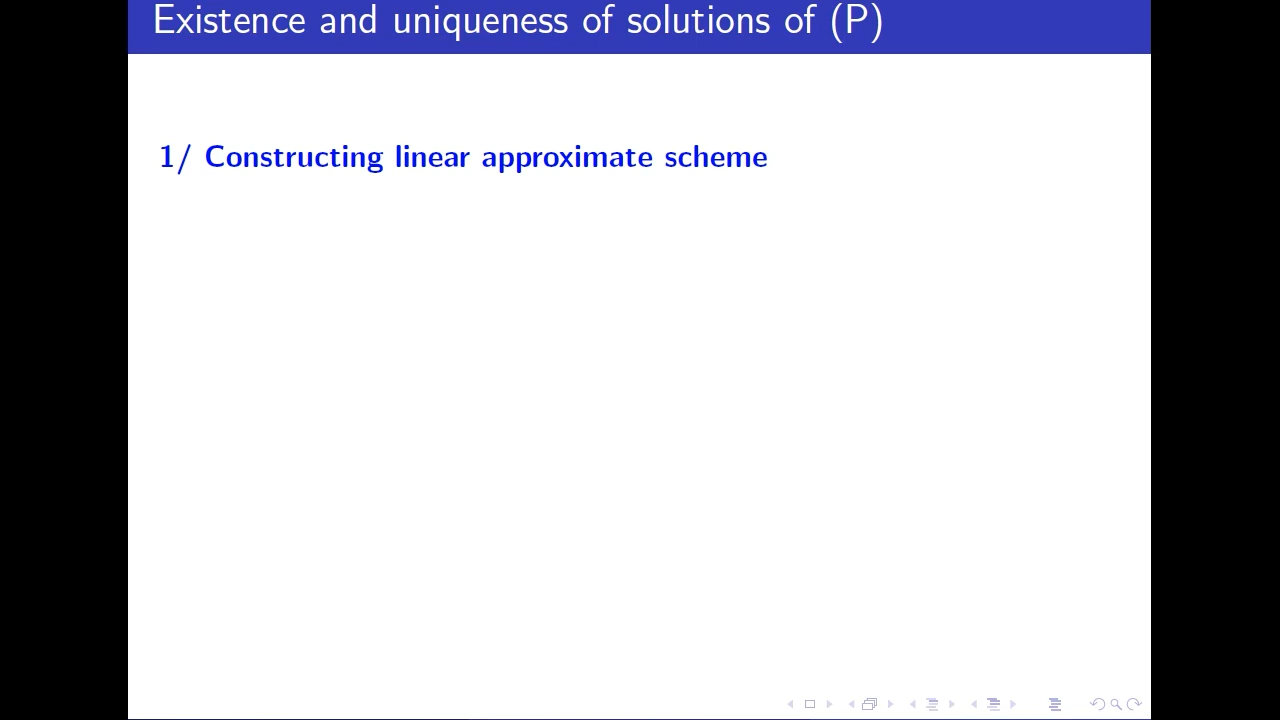 Existence and uniqueness of solutions of (P)
1/ Constructing linear approximate scheme